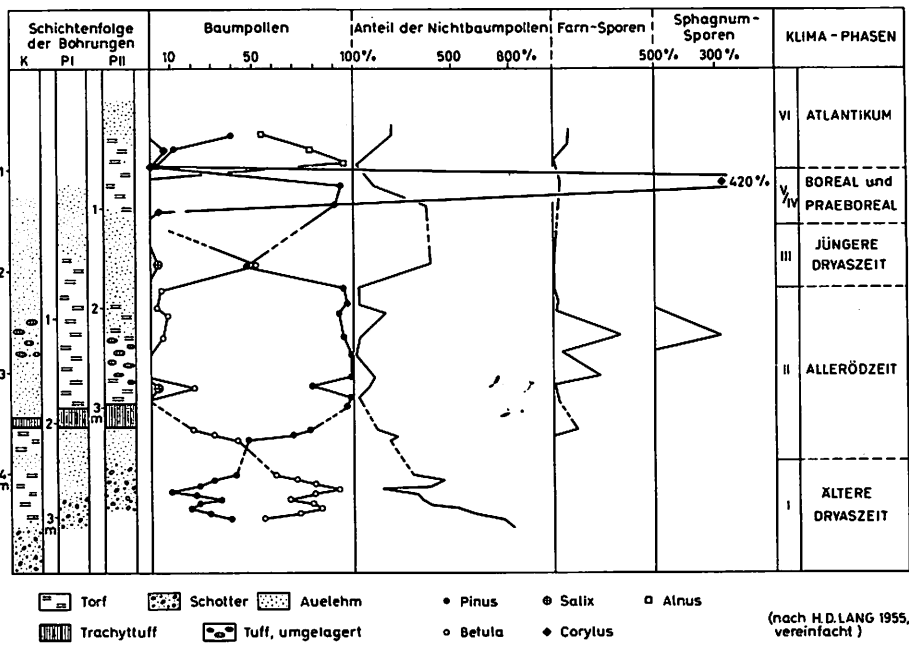 Schichtenfolge der Bohrungen
K PI PII
Baumpollen
10 50 100%
Anteil der Nichtbaumpollen
500 800%
Farn-Sporen
500%
Sphagnum-Sporen
300%
KLIMA-PHASEN
VI ATLANTIKUM
V/IV BOREAL und PRAEBOREAL
III JÜNGERE DRYASZEIT
II ALLERÖDZEIT
I ÄLTERE DRYASZEIT
420%
1
1
2
2
1
3
3 m
2
4 m
3 m
Torf
Schotter
Auelehm
Pinus
Salix
Alnus
Trachyttuff
Tuff, umgelagert
Betula
Corylus
(nach H.D.LANG 1955, vereinfacht)